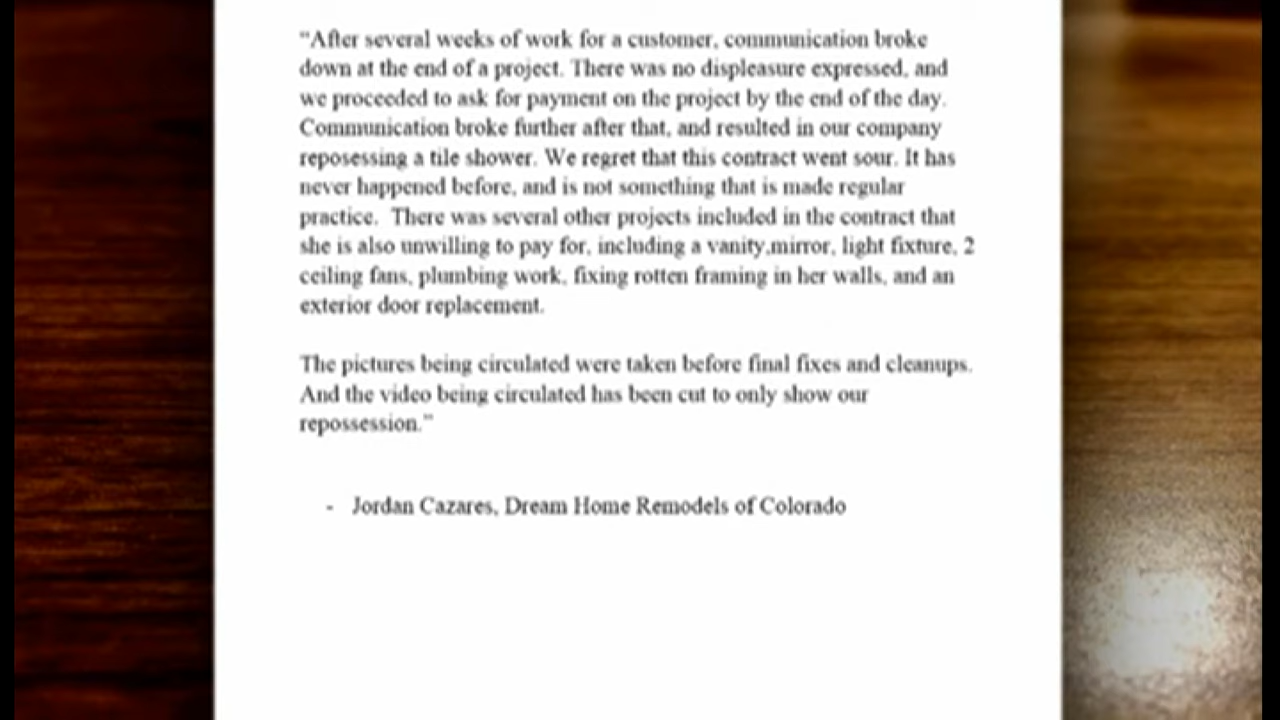 “After several weeks of work for a customer, communication broke
down at the end of a project. There was no displeasure expressed, and
we proceeded to ask for payment on the project by the end of the day.
Communication broke further after that, and resulted in our company
reposessing a tile shower. We regret that this contract went sour. It has
never happened before, and is not something that is made regular
practice.  There was several other projects included in the contract that
she is also unwilling to pay for, including a vanity,mirror, light fixture, 2
ceiling fans, plumbing work, fixing rotten framing in her walls, and an
exterior door replacement.
The pictures being circulated were taken before final fixes and cleanups.
And the video being circulated has been cut to only show our
repossession.”
- Jordan Cazares, Dream Home Remodels of Colorado